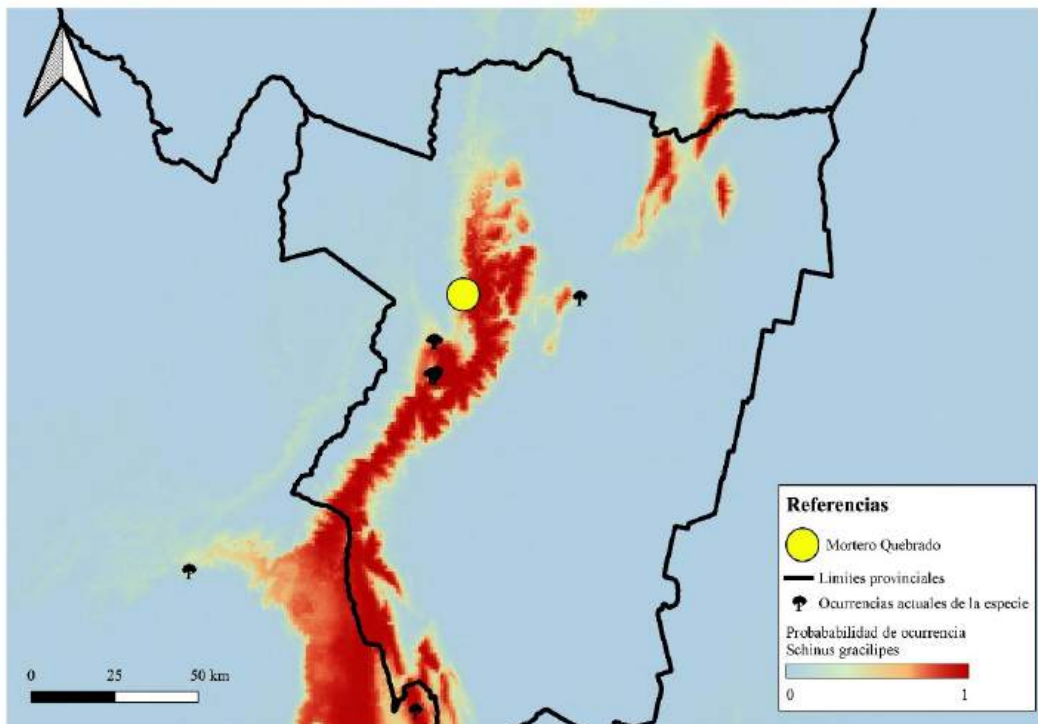 Referencias
Mortero Quebrado
Limites provinciales
Ocurrencias actuales de la especie
Probababilidad de ocurrencia
Schinus gracilipes
0 1
0 25 50 km